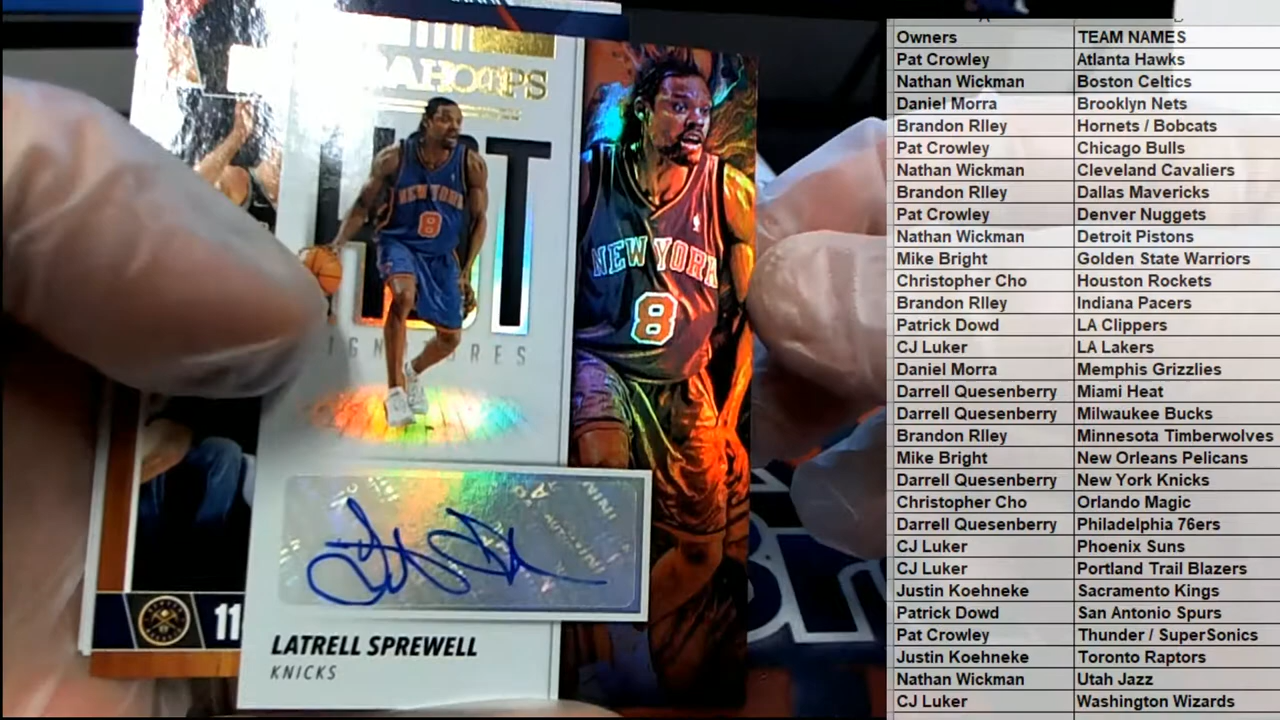 HOOPS
HOT
NEW YORK
8
NEW YORK
8
SIGNATURES
LATRELL SPREWELL
KNICKS
11
Owners TEAM NAMES
Pat Crowley Atlanta Hawks
Nathan Wickman Boston Celtics
Daniel Morra Brooklyn Nets
Brandon RIley Hornets / Bobcats
Pat Crowley Chicago Bulls
Nathan Wickman Cleveland Cavaliers
Brandon RIley Dallas Mavericks
Pat Crowley Denver Nuggets
Nathan Wickman Detroit Pistons
Mike Bright Golden State Warriors
Christopher Cho Houston Rockets
Brandon RIley Indiana Pacers
Patrick Dowd LA Clippers
CJ Luker LA Lakers
Daniel Morra Memphis Grizzlies
Darrell Quesenberry Miami Heat
Darrell Quesenberry Milwaukee Bucks
Brandon RIley Minnesota Timberwolves
Mike Bright New Orleans Pelicans
Darrell Quesenberry New York Knicks
Christopher Cho Orlando Magic
Darrell Quesenberry Philadelphia 76ers
CJ Luker Phoenix Suns
CJ Luker Portland Trail Blazers
Justin Koehneke Sacramento Kings
Patrick Dowd San Antonio Spurs
Pat Crowley Thunder / SuperSonics
Justin Koehneke Toronto Raptors
Nathan Wickman Utah Jazz
CJ Luker Washington Wizards